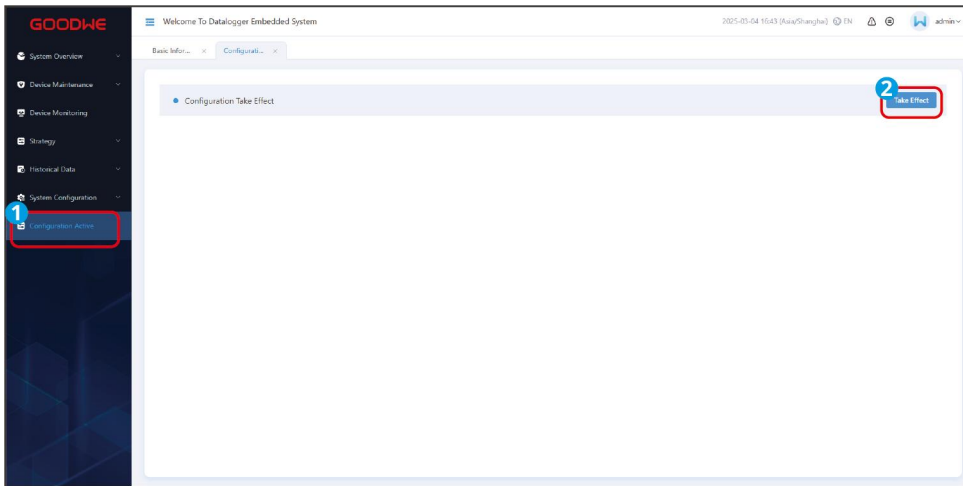 GOODWE
Welcome To Datalogger Embedded System
2025-03-04 16:43 (Asia/Shanghai) EN admin
Basic Infor... × Configurati... ×
System Overview
Device Maintenance
Device Monitoring
Strategy
Historical Data
System Configuration
1
Configuration Active
Configuration Take Effect
2
Take Effect